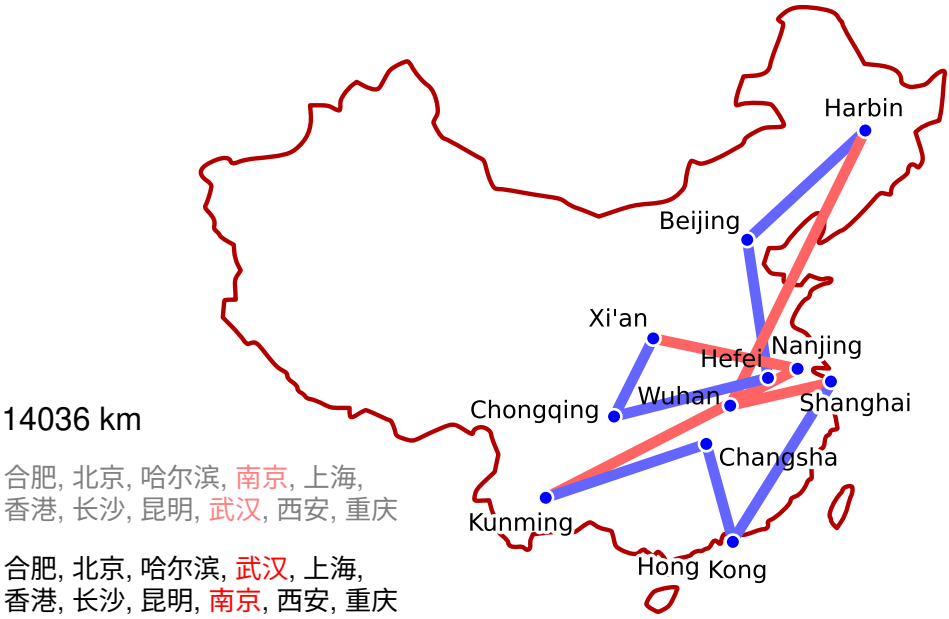 Harbin
Beijing
Xi'an
Nanjing
Hefei
Wuhan
Shanghai
Chongqing
14036 km
Changsha
合肥, 北京, 哈尔滨, 南京, 上海,
香港, 长沙, 昆明, 武汉, 西安, 重庆
Kunming
Hong Kong
合肥, 北京, 哈尔滨, 武汉, 上海,
香港, 长沙, 昆明, 南京, 西安, 重庆